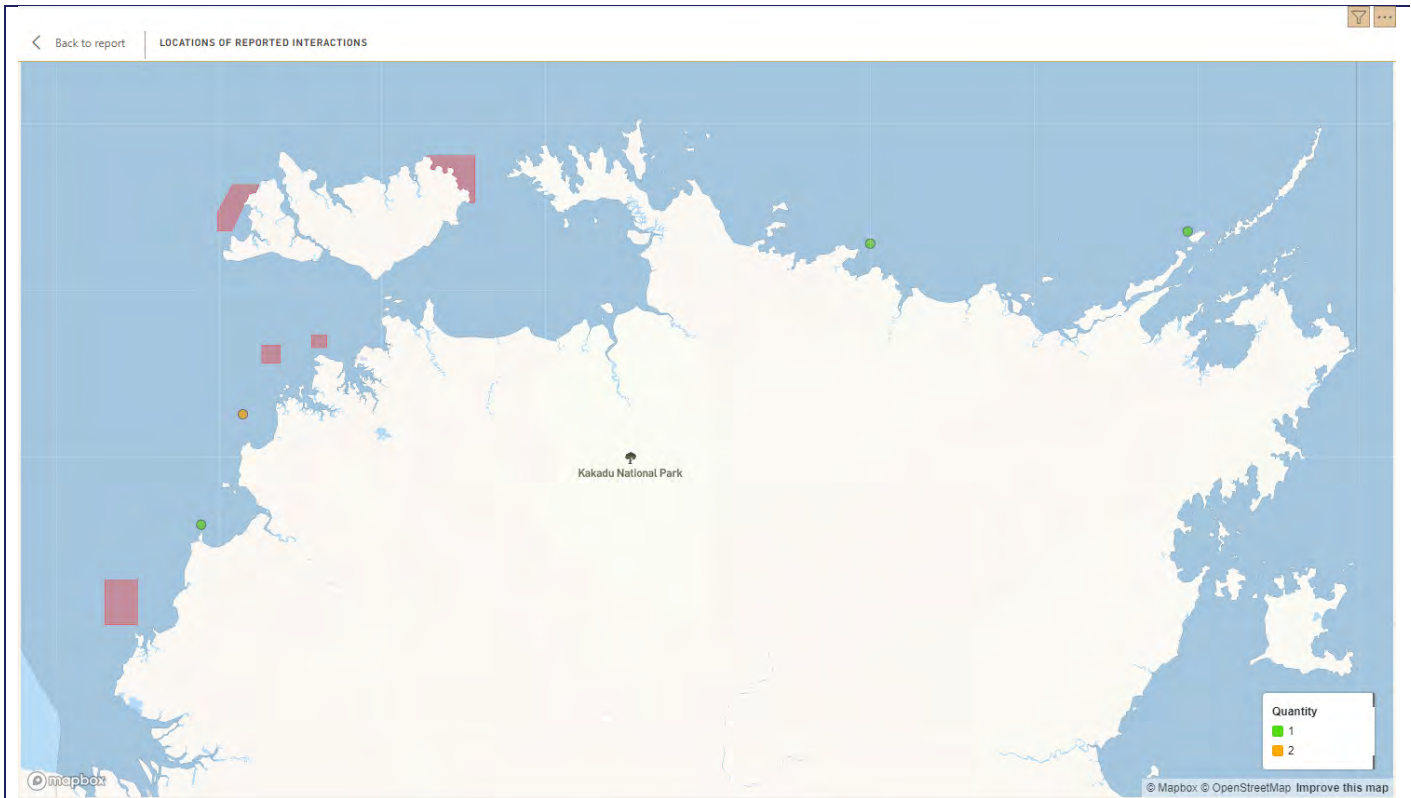 Back to report
LOCATIONS OF REPORTED INTERACTIONS
Kakadu National Park
Quantity
1
2
mapbox
© Mapbox © OpenStreetMap Improve this map